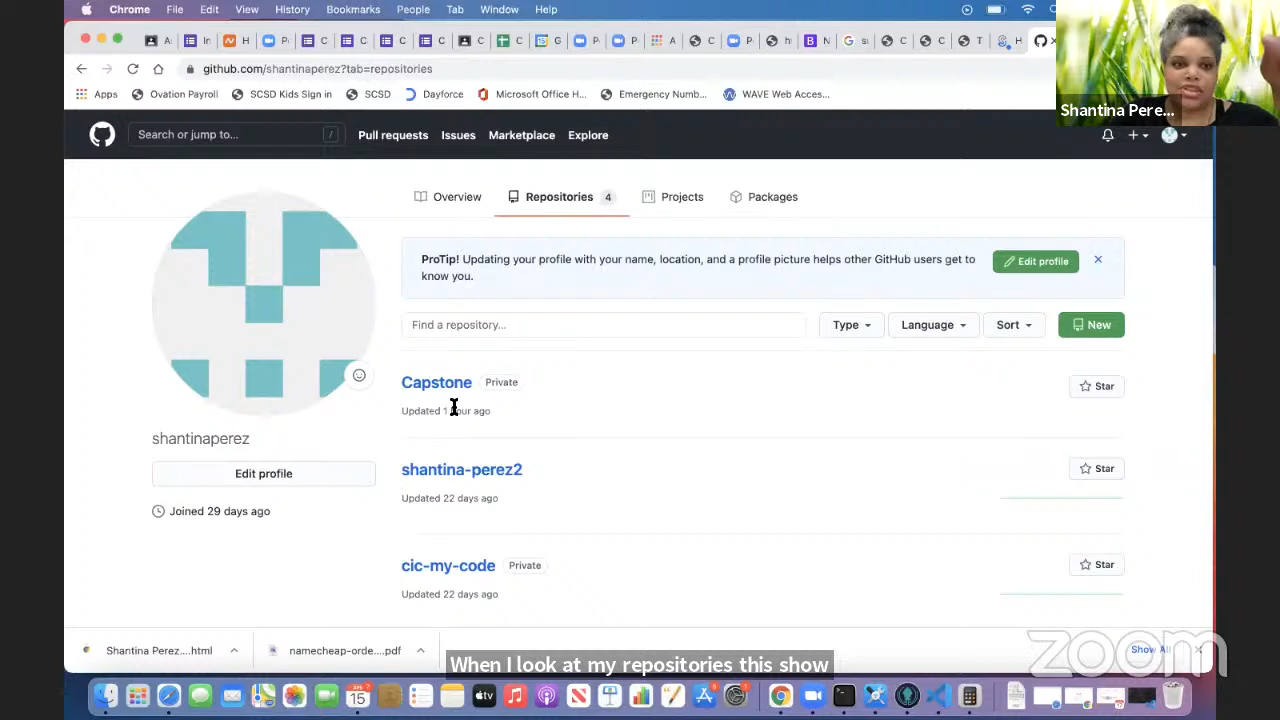 Chrome File Edit View History Bookmarks People Tab Window Help
github.com/shantinaperez?tab=repositories
Apps Ovation Payroll SCSD Kids Sign in SCSD Dayforce Microsoft Office H... Emergency Numb... WAVE Web Acces...
Shantina Pere...
Search or jump to... / Pull requests Issues Marketplace Explore
Overview Repositories 4 Projects Packages
ProTip! Updating your profile with your name, location, and a profile picture helps other GitHub users get to
know you.
Edit profile
Find a repository... Type Language Sort New
Capstone Private Star
Updated 1 hour ago
shantinaperez
Edit profile
Joined 29 days ago
shantina-perez2 Star
Updated 22 days ago
cic-my-code Private Star
Updated 22 days ago
Shantina Perez....html namecheap-orde....pdf Show All
When I look at my repositories this show
zoom